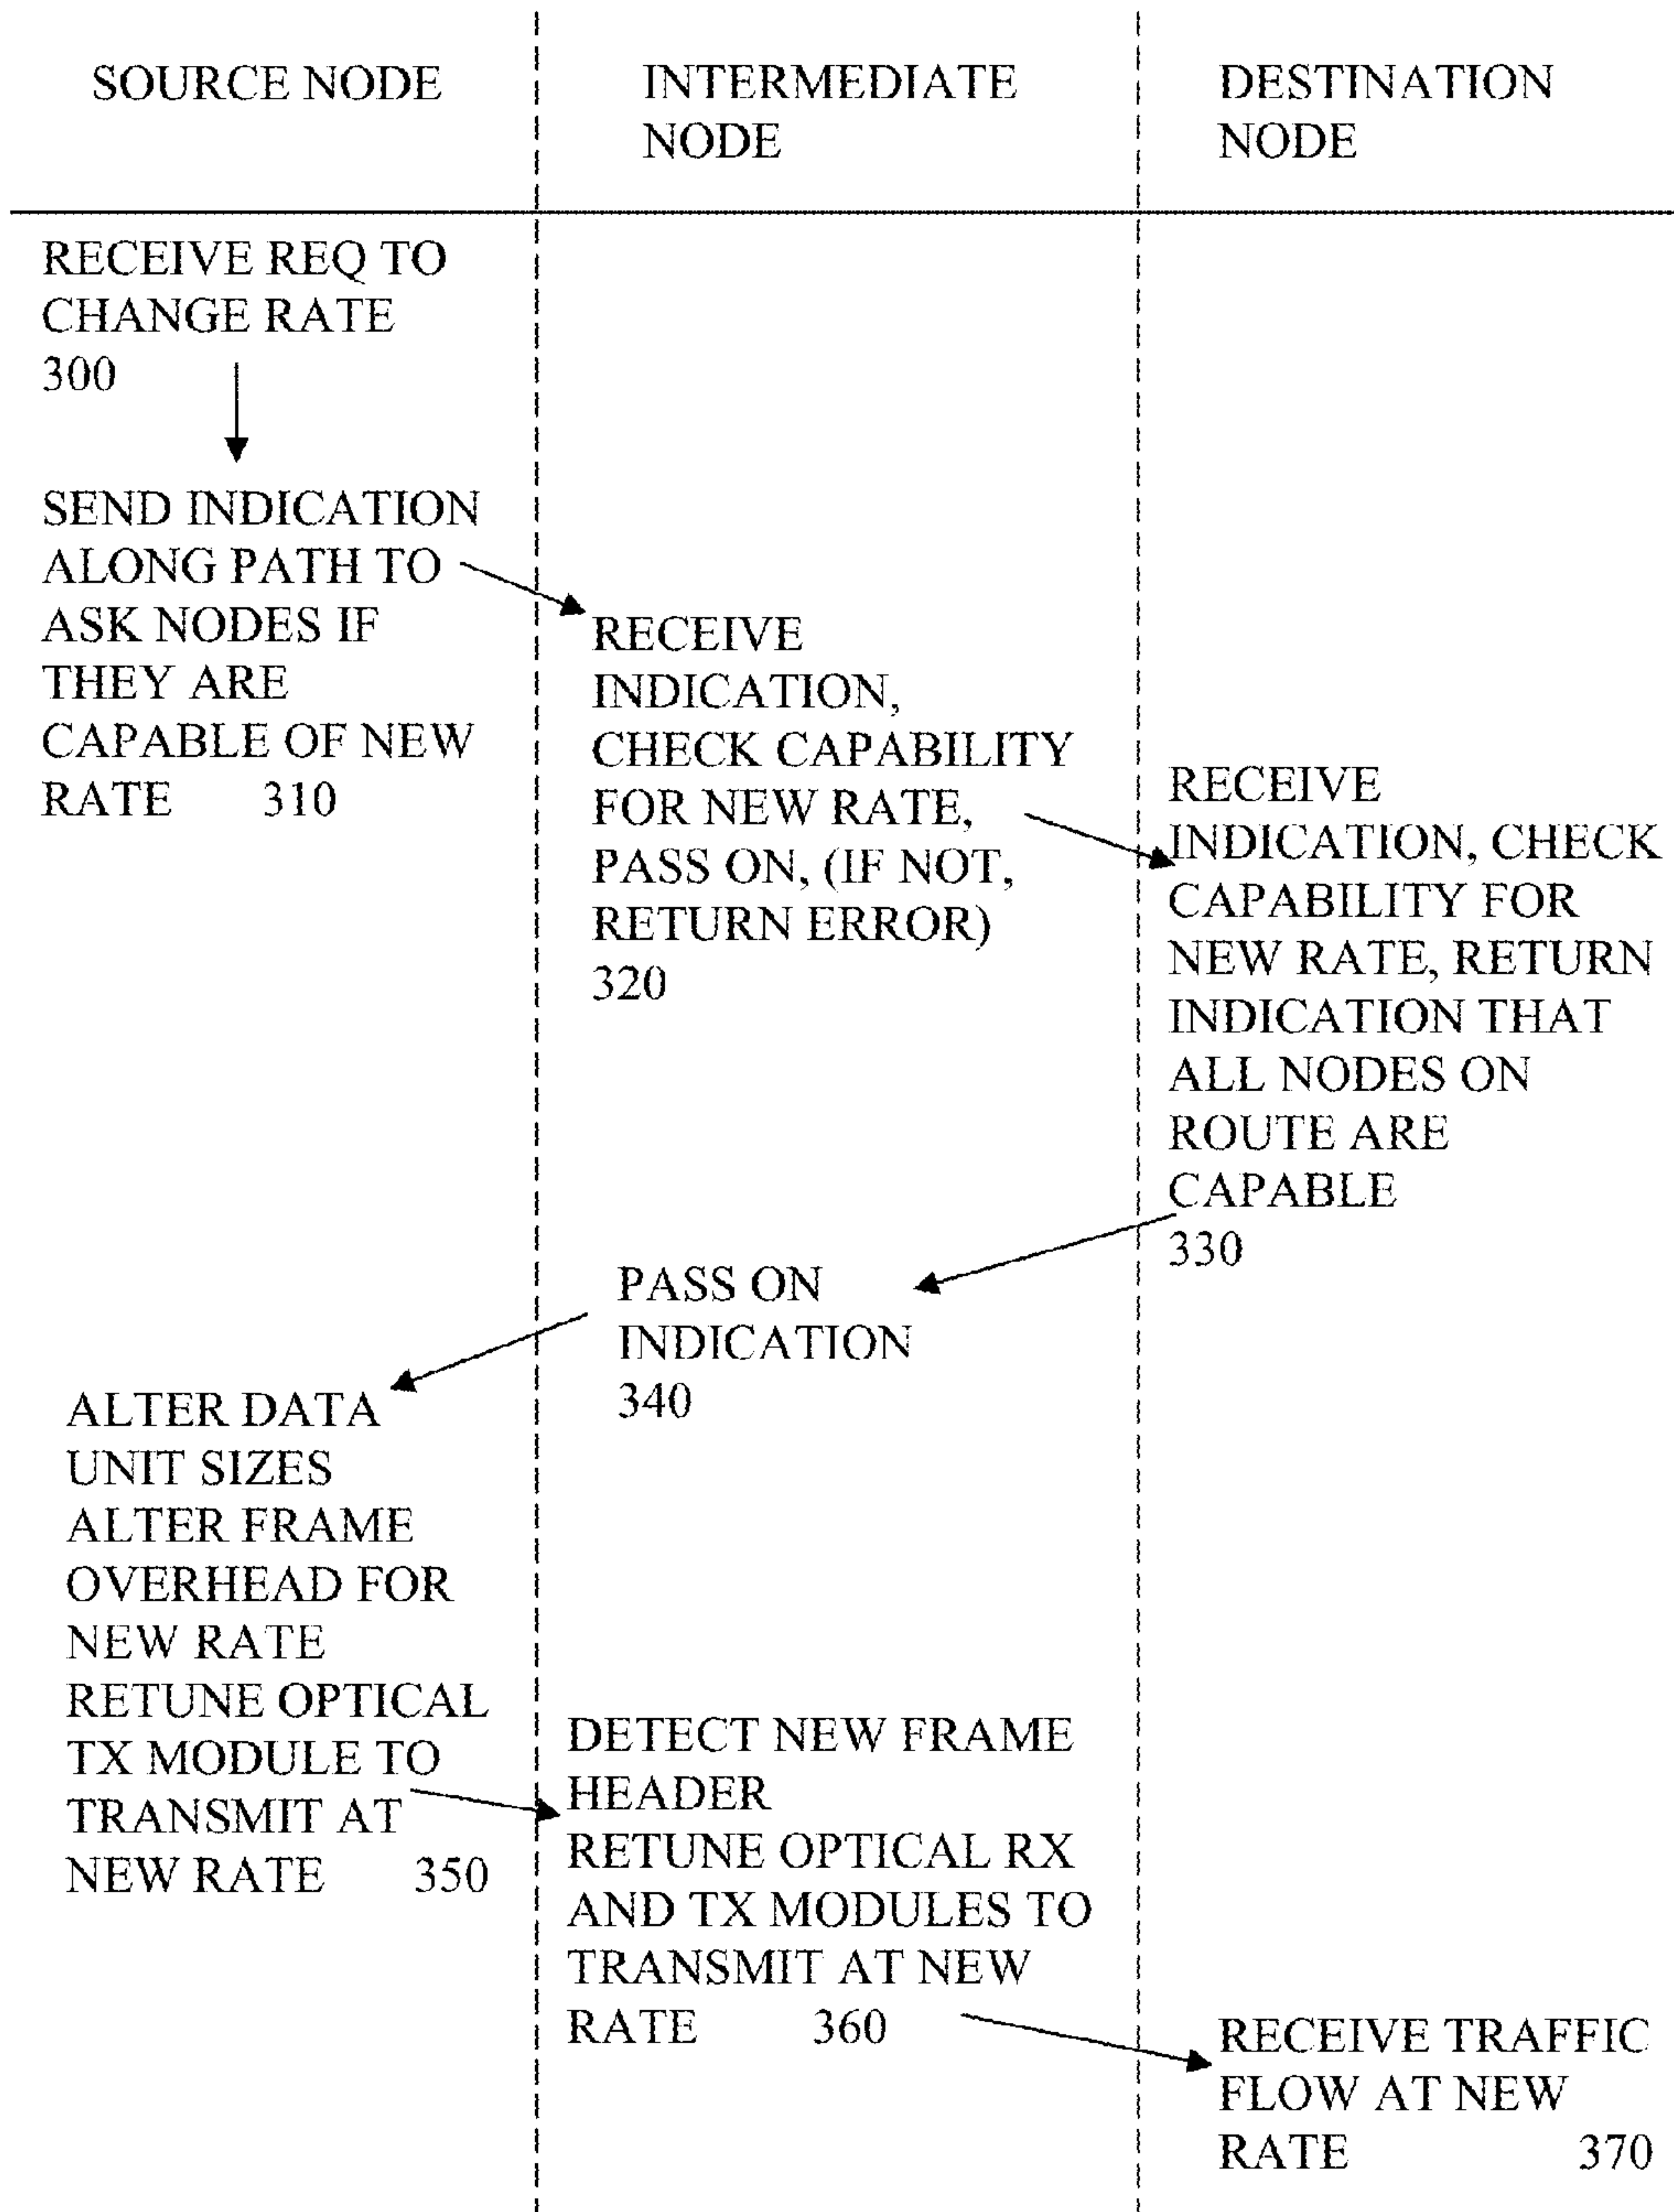 SOURCE NODE
INTERMEDIATE
NODE
DESTINATION
NODE
RECEIVE REQ TO
CHANGE RATE
300
SEND INDICATION
ALONG PATH TO
ASK NODES IF
THEY ARE
CAPABLE OF NEW
RATE 310
RECEIVE
INDICATION,
CHECK CAPABILITY
FOR NEW RATE,
PASS ON, (IF NOT,
RETURN ERROR)
320
RECEIVE
INDICATION, CHECK
CAPABILITY FOR
NEW RATE, RETURN
INDICATION THAT
ALL NODES ON
ROUTE ARE
CAPABLE
330
PASS ON
INDICATION
340
ALTER DATA
UNIT SIZES
ALTER FRAME
OVERHEAD FOR
NEW RATE
RETUNE OPTICAL
TX MODULE TO
TRANSMIT AT
NEW RATE 350
DETECT NEW FRAME
HEADER
RETUNE OPTICAL RX
AND TX MODULES TO
TRANSMIT AT NEW
RATE 360
RECEIVE TRAFFIC
FLOW AT NEW
RATE 370